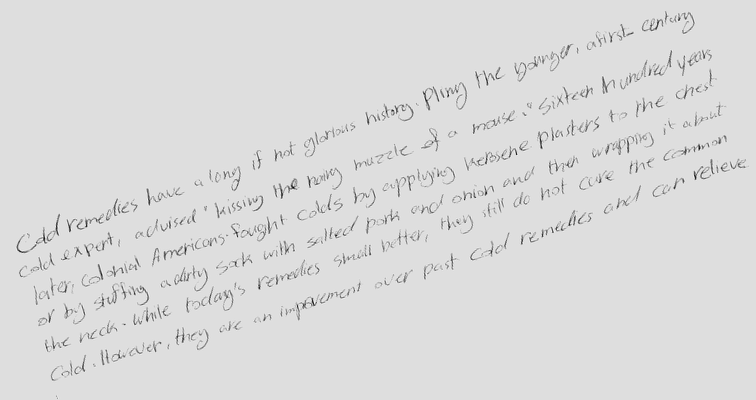 Cold remedies have a long if not glorious history. Pliny the younger, a first century
cold expert, advised "kissing the hairy muzzle of a mouse." Sixteen hundred years
later, Colonial Americans fought colds by applying kerosene plasters to the chest
or by stuffing a dirty sock with salted pork and onion and then wrapping it about
the neck. While today's remedies smell better, they still do not cure the common
Cold. However, they are an impovement over past cold remedies and can relieve